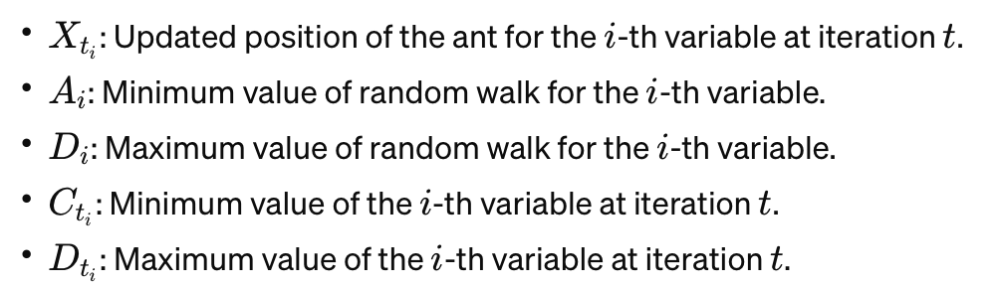 • $X_{t_i}$: Updated position of the ant for the $i$-th variable at iteration $t$.
• $A_i$: Minimum value of random walk for the $i$-th variable.
• $D_i$: Maximum value of random walk for the $i$-th variable.
• $C_{t_i}$: Minimum value of the $i$-th variable at iteration $t$.
• $D_{t_i}$: Maximum value of the $i$-th variable at iteration $t$.